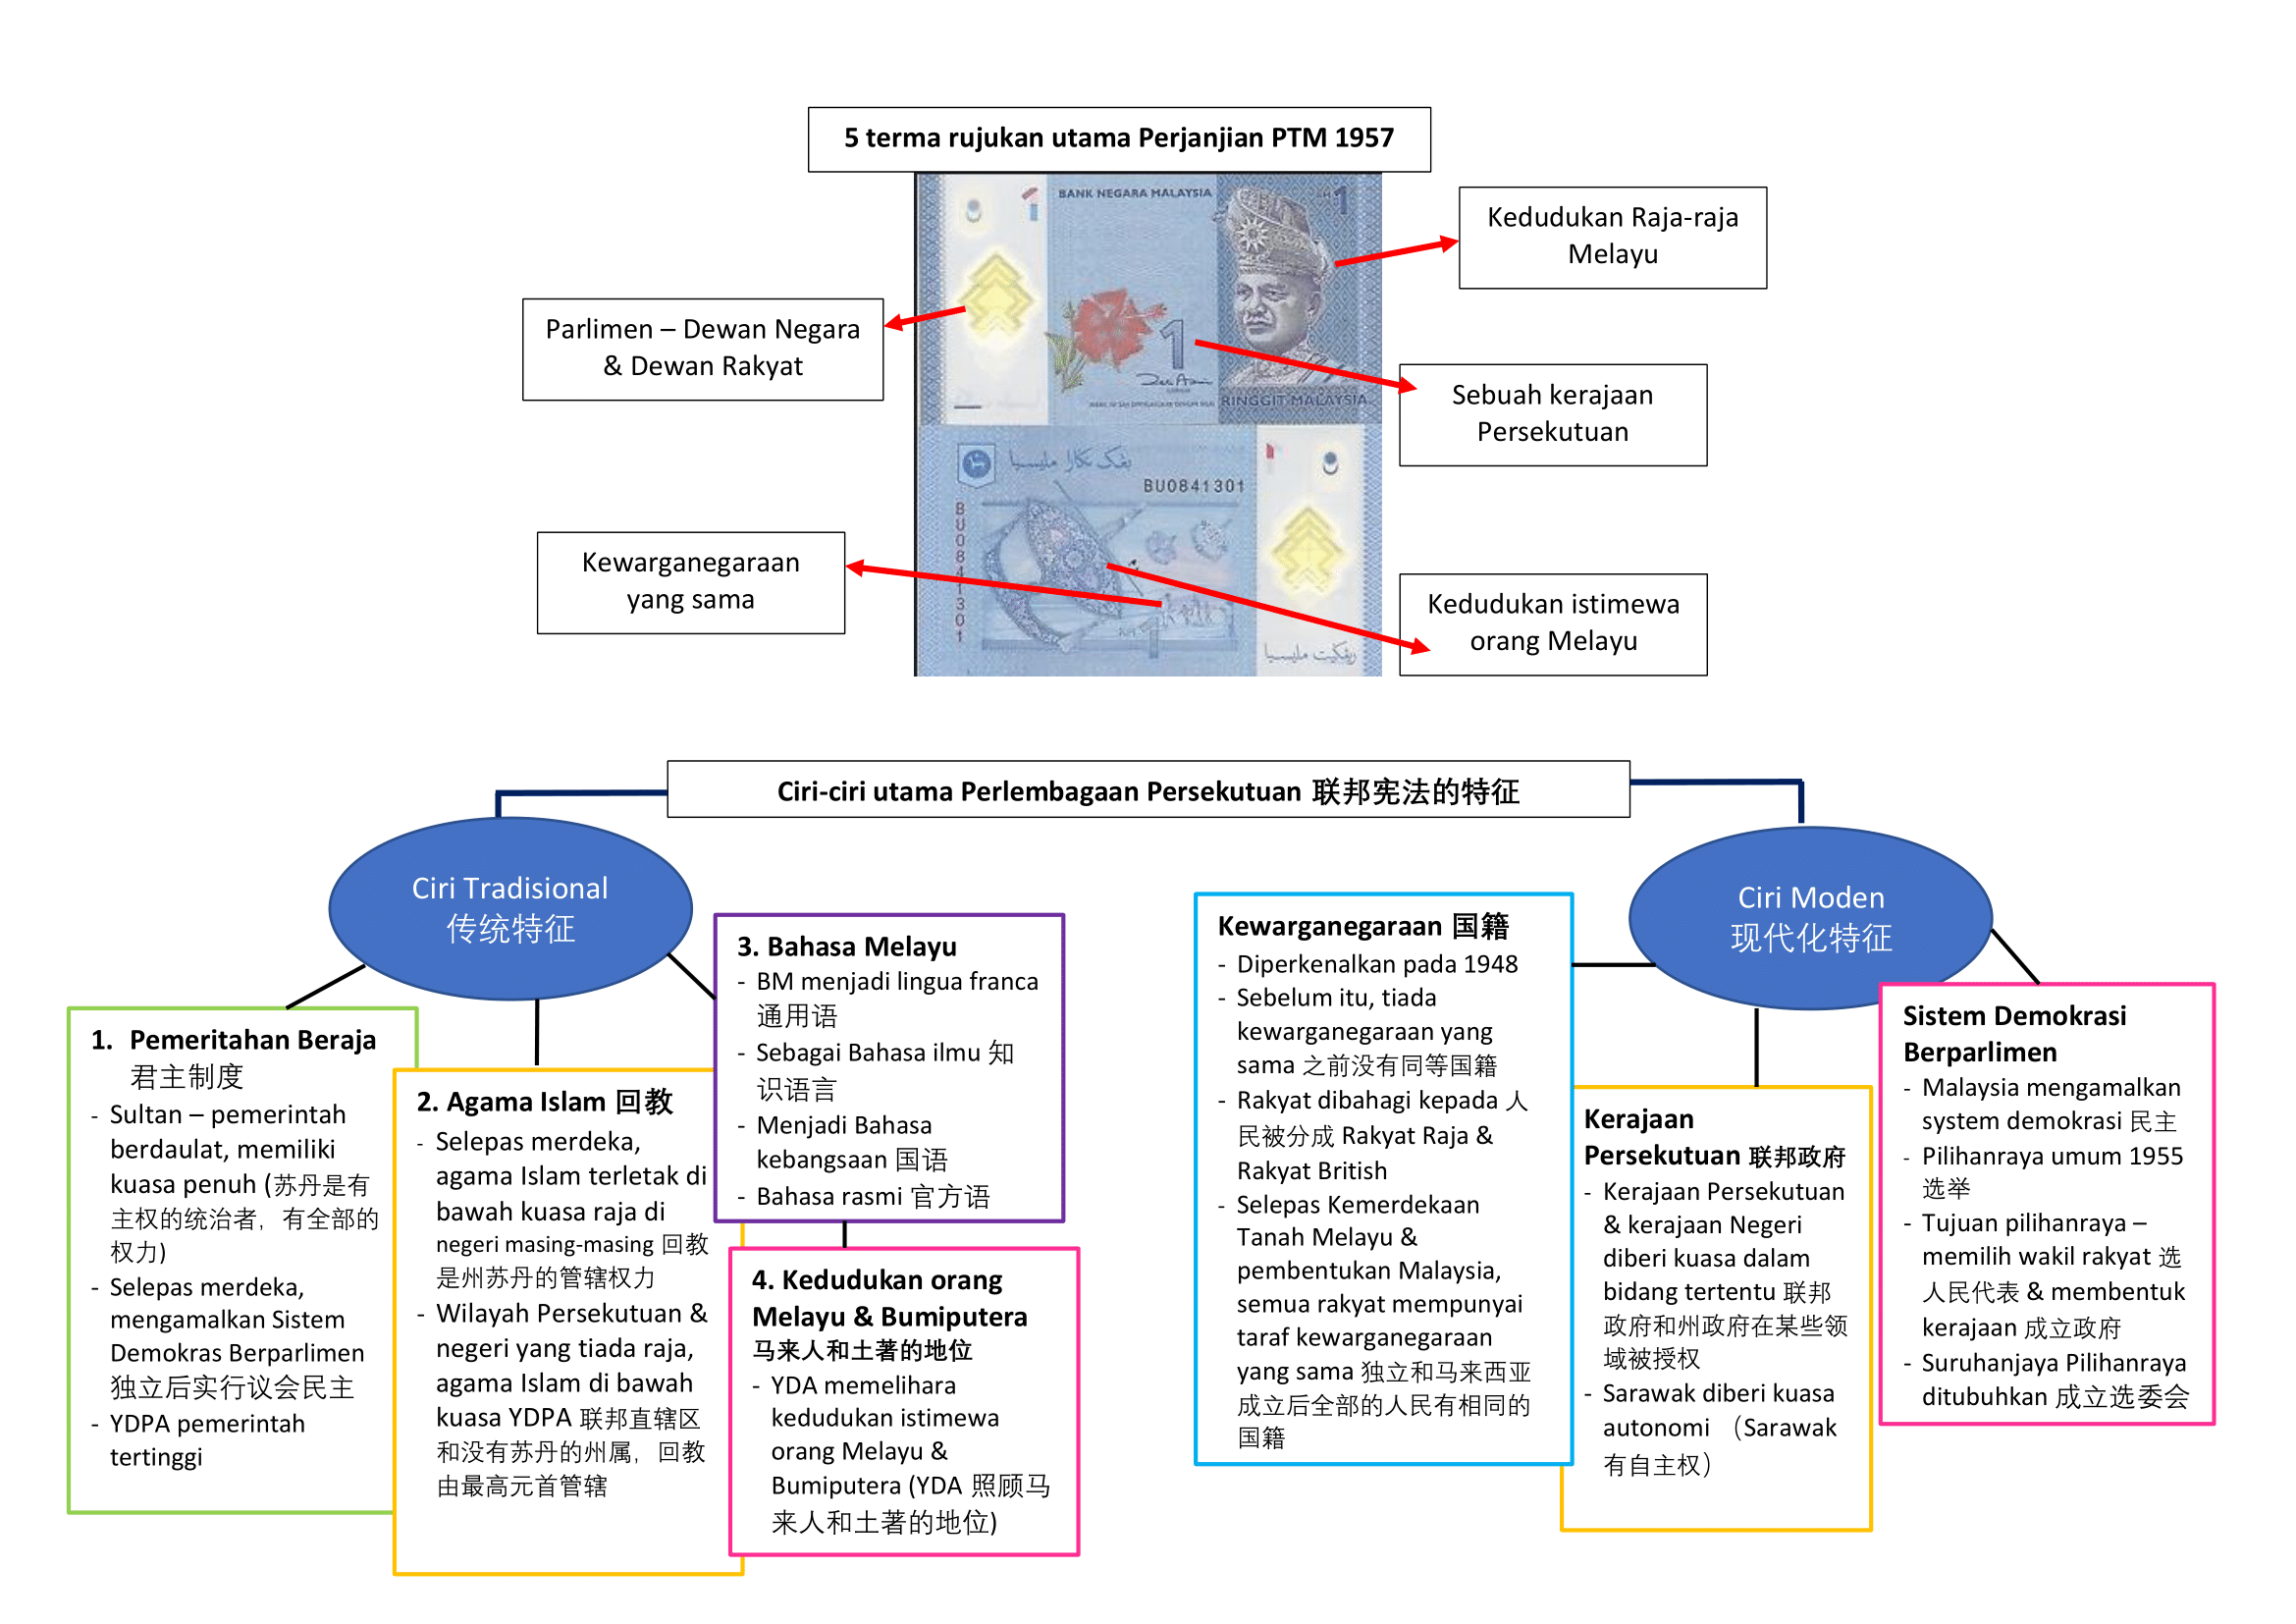 5 terma rujukan utama Perjanjian PTM 1957
BANK NEGARA MALAYSIA
1
Kedudukan Raja-raja
Melayu
Parlimen – Dewan Negara
& Dewan Rakyat
1
RINGGIT MALAYSIA
Sebuah kerajaan
Persekutuan
بڠک نݢارا مليسيا
BU0841301
BU0841301
Kewarganegaraan
yang sama
1
Kedudukan istimewa
orang Melayu
رڠݢيت مليسيا
Ciri-ciri utama Perlembagaan Persekutuan 联邦宪法的特征
Ciri Tradisional
传统特征
1. Pemeritahan Beraja
君主制度
- Sultan – pemerintah
berdaulat, memiliki
kuasa penuh (苏丹是有
主权的统治者，有全部的
权力)
- Selepas merdeka,
mengamalkan Sistem
Demokras Berparlimen
独立后实行议会民主
- YDPA pemerintah
tertinggi
2. Agama Islam 回教
- Selepas merdeka,
agama Islam terletak di
bawah kuasa raja di
negeri masing-masing 回教
是州苏丹的管辖权力
- Wilayah Persekutuan &
negeri yang tiada raja,
agama Islam di bawah
kuasa YDPA 联邦直辖区
和没有苏丹的州属，回教
由最高元首管辖
3. Bahasa Melayu
- BM menjadi lingua franca
通用语
- Sebagai Bahasa ilmu 知
识语言
- Menjadi Bahasa
kebangsaan 国语
- Bahasa rasmi 官方语
4. Kedudukan orang
Melayu & Bumiputera
马来人和土著的地位
- YDA memelihara
kedudukan istimewa
orang Melayu &
Bumiputera (YDA 照顾马
来人和土著的地位)
Ciri Moden
现代化特征
Kewarganegaraan 国籍
- Diperkenalkan pada 1948
- Sebelum itu, tiada
kewarganegaraan yang
sama 之前没有同等国籍
- Rakyat dibahagi kepada 人
民被分成 Rakyat Raja &
Rakyat British
- Selepas Kemerdekaan
Tanah Melayu &
pembentukan Malaysia,
semua rakyat mempunyai
taraf kewarganegaraan
yang sama 独立和马来西亚
成立后全部的人民有相同的
国籍
Kerajaan
Persekutuan 联邦政府
- Kerajaan Persekutuan
& kerajaan Negeri
diberi kuasa dalam
bidang tertentu 联邦
政府和州政府在某些领
域被授权
- Sarawak diberi kuasa
autonomi （Sarawak
有自主权）
Sistem Demokrasi
Berparlimen
- Malaysia mengamalkan
system demokrasi 民主
- Pilihanraya umum 1955
选举
- Tujuan pilihanraya –
memilih wakil rakyat 选
人民代表 & membentuk
kerajaan 成立政府
- Suruhanjaya Pilihanraya
ditubuhkan 成立选委会